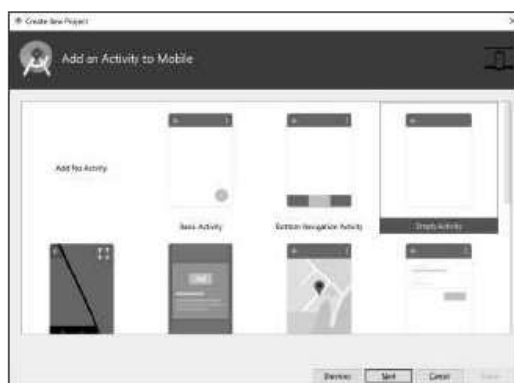 Create New Project
Add an Activity to Mobile
Add No Activity
Basic Activity
Bottom Navigation Activity
Empty Activity
Previous
Next
Cancel
Finish